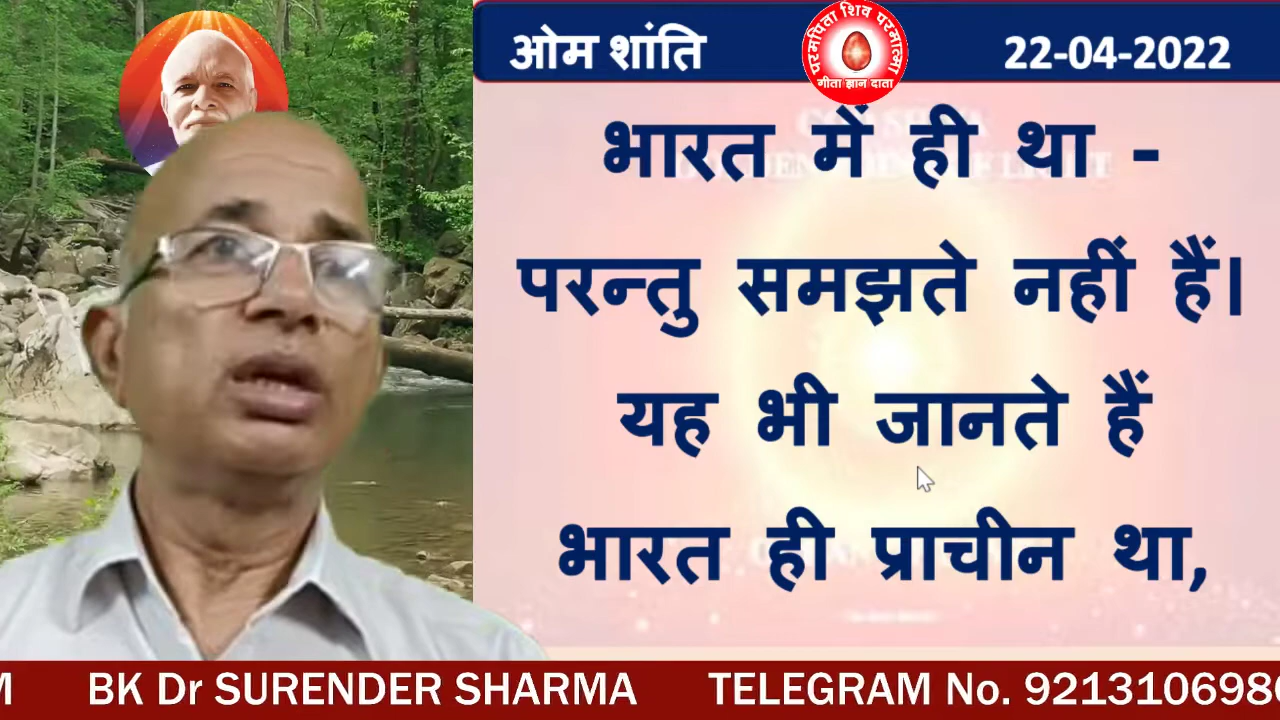 ओम शांति
परमपिता शिव परमात्मा
गीता ज्ञान दाता
22-04-2022
भारत में ही था -
परन्तु समझते नहीं हैं।
यह भी जानते हैं
भारत ही प्राचीन था,
M BK Dr SURENDER SHARMA TELEGRAM No. 921310698